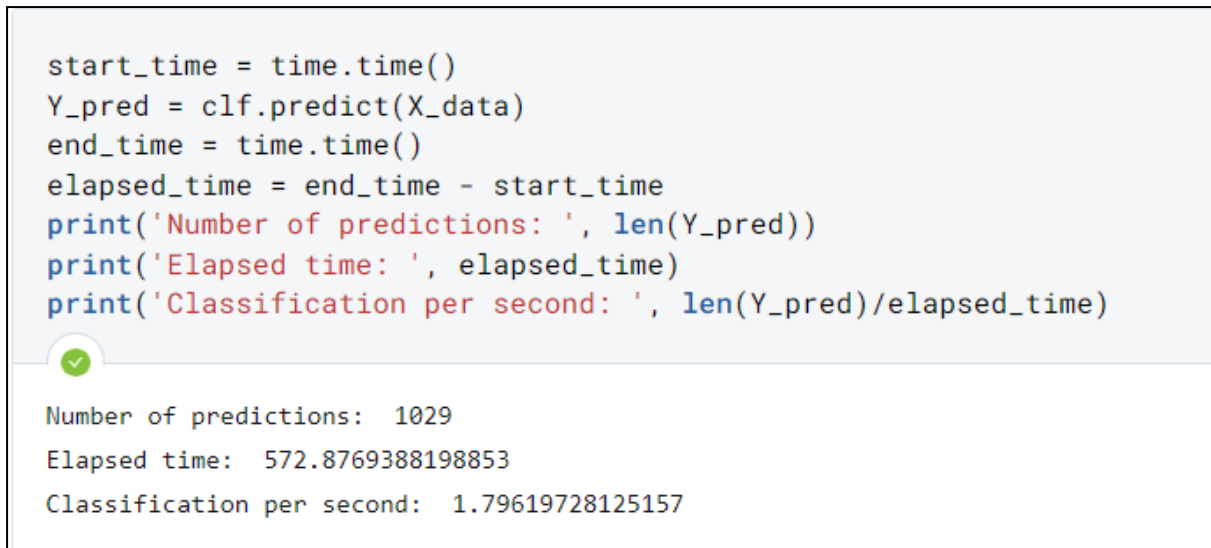 start_time = time.time()
Y_pred = clf.predict(X_data)
end_time = time.time()
elapsed_time = end_time - start_time
print('Number of predictions: ', len(Y_pred))
print('Elapsed time: ', elapsed_time)
print('Classification per second: ', len(Y_pred)/elapsed_time)
Number of predictions:  1029
Elapsed time:  572.8769388198853
Classification per second:  1.79619728125157